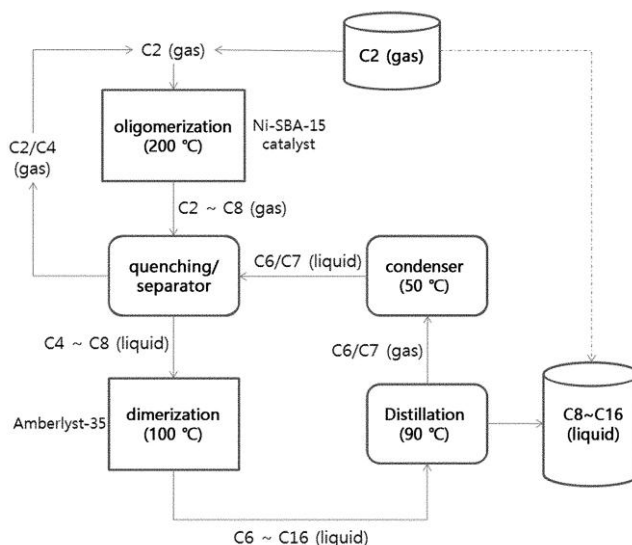 C2 (gas)
C2 (gas)
oligomerization
(200 ℃)
Ni-SBA-15
catalyst
C2/C4
(gas)
C2 ~ C8 (gas)
quenching/
separator
C6/C7 (liquid)
condenser
(50 ℃)
C4 ~ C8 (liquid)
C6/C7 (gas)
Amberlyst-35
dimerization
(100 ℃)
Distillation
(90 ℃)
C8~C16
(liquid)
C6 ~ C16 (liquid)